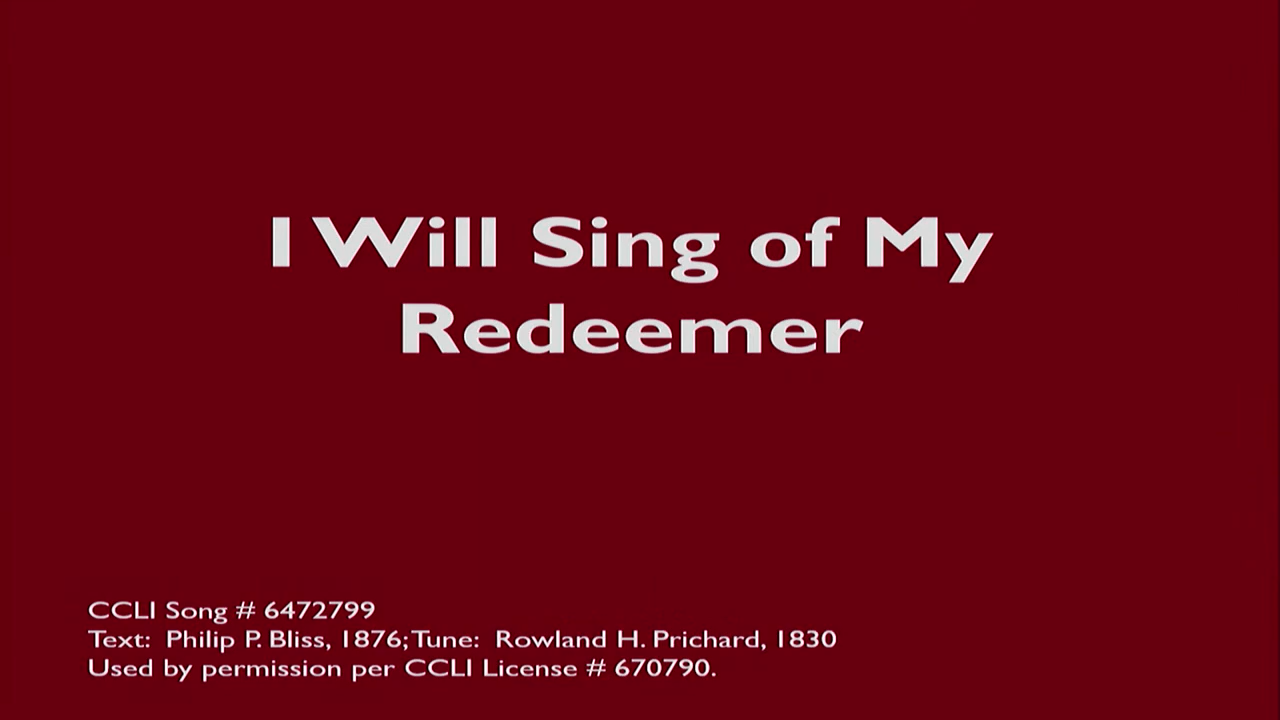 I Will Sing of My
Redeemer
CCLI Song # 6472799
Text:  Philip P. Bliss, 1876; Tune:  Rowland H. Prichard, 1830
Used by permission per CCLI License # 670790.